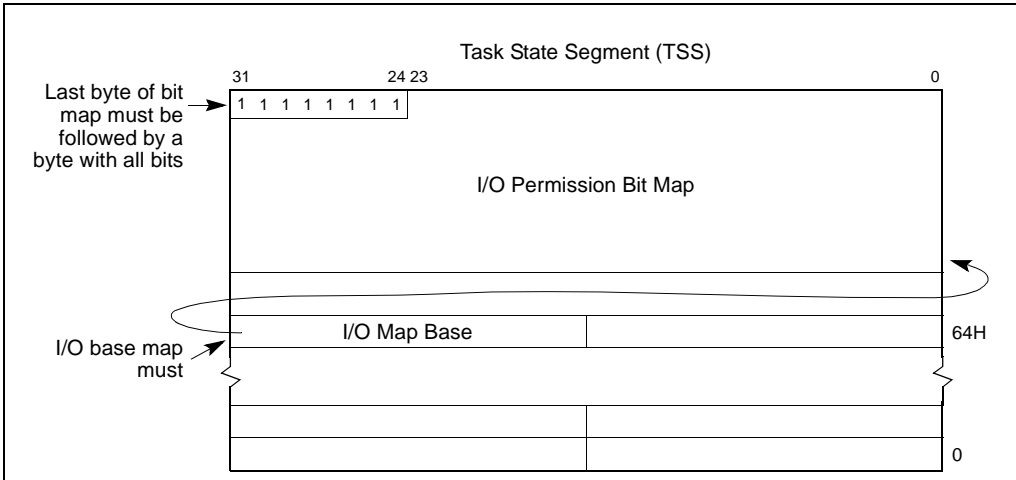 Task State Segment (TSS)
31 24 23 0
Last byte of bit
map must be
followed by a
byte with all bits
1 1 1 1 1 1 1 1
I/O Permission Bit Map
I/O Map Base
64H
I/O base map
must
0